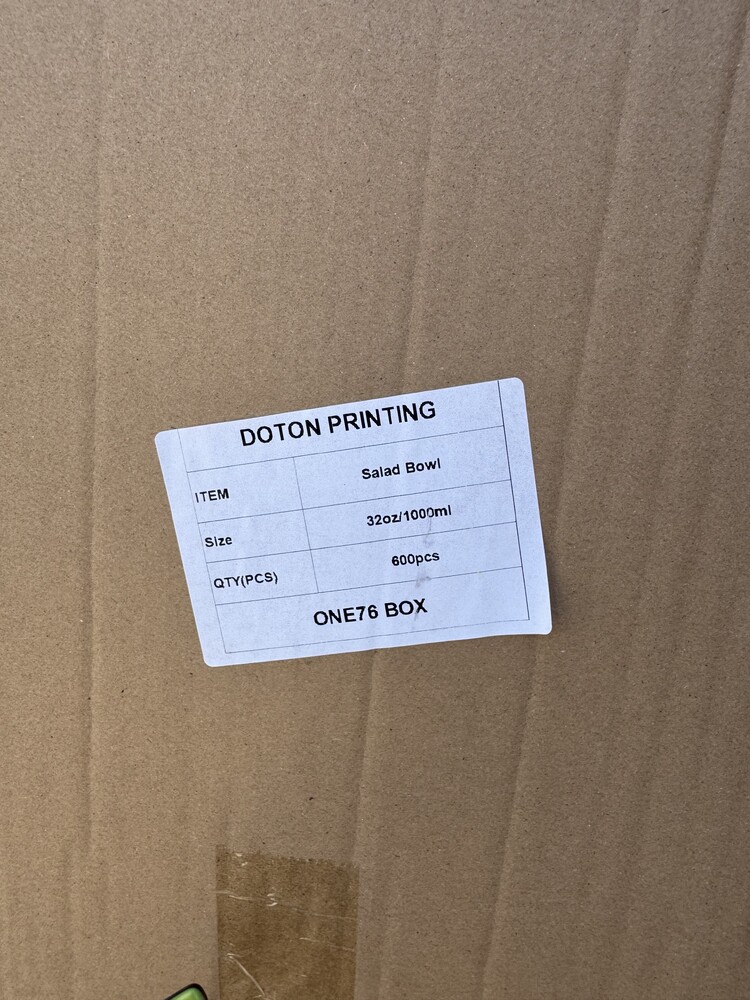 DOTON PRINTING
ITEM Salad Bowl
Size 32oz/1000ml
QTY(PCS) 600pcs
ONE76 BOX